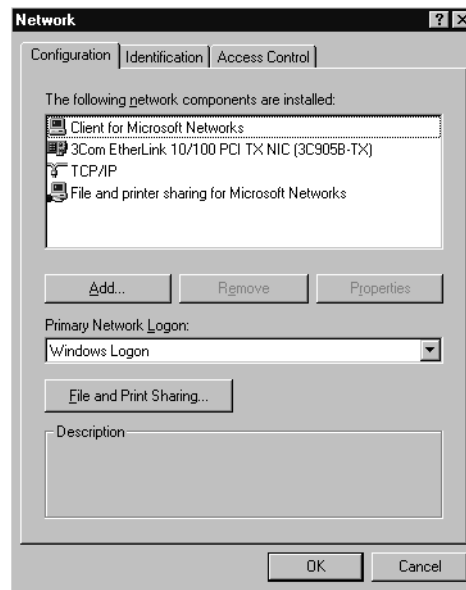 Network
Configuration Identification Access Control
The following network components are installed:
Client for Microsoft Networks
3Com EtherLink 10/100 PCI TX NIC (3C905B-TX)
TCP/IP
File and printer sharing for Microsoft Networks
Add... Remove Properties
Primary Network Logon:
Windows Logon
File and Print Sharing...
Description
OK Cancel